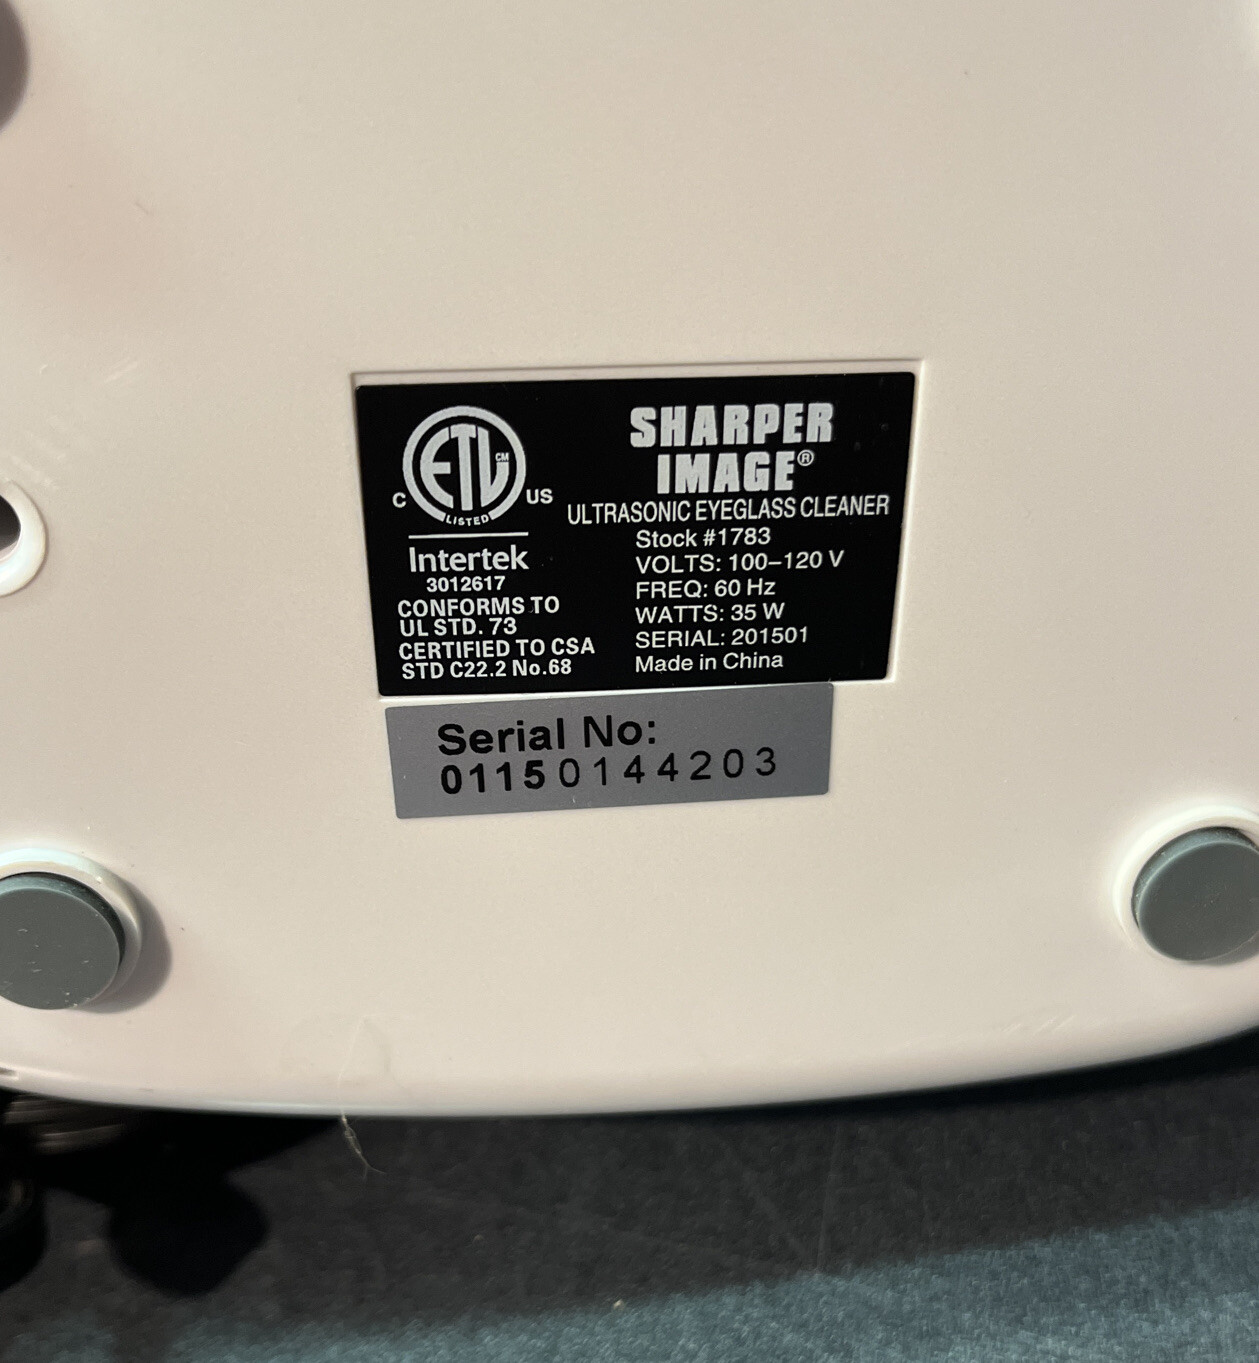 ETL CM
LISTED
C US
Intertek
3012617
CONFORMS TO
UL STD. 73
CERTIFIED TO CSA
STD C22.2 No.68
SHARPER
IMAGE®
ULTRASONIC EYEGLASS CLEANER
Stock #1783
VOLTS: 100–120 V
FREQ: 60 Hz
WATTS: 35 W
SERIAL: 201501
Made in China
Serial No:
01150144203